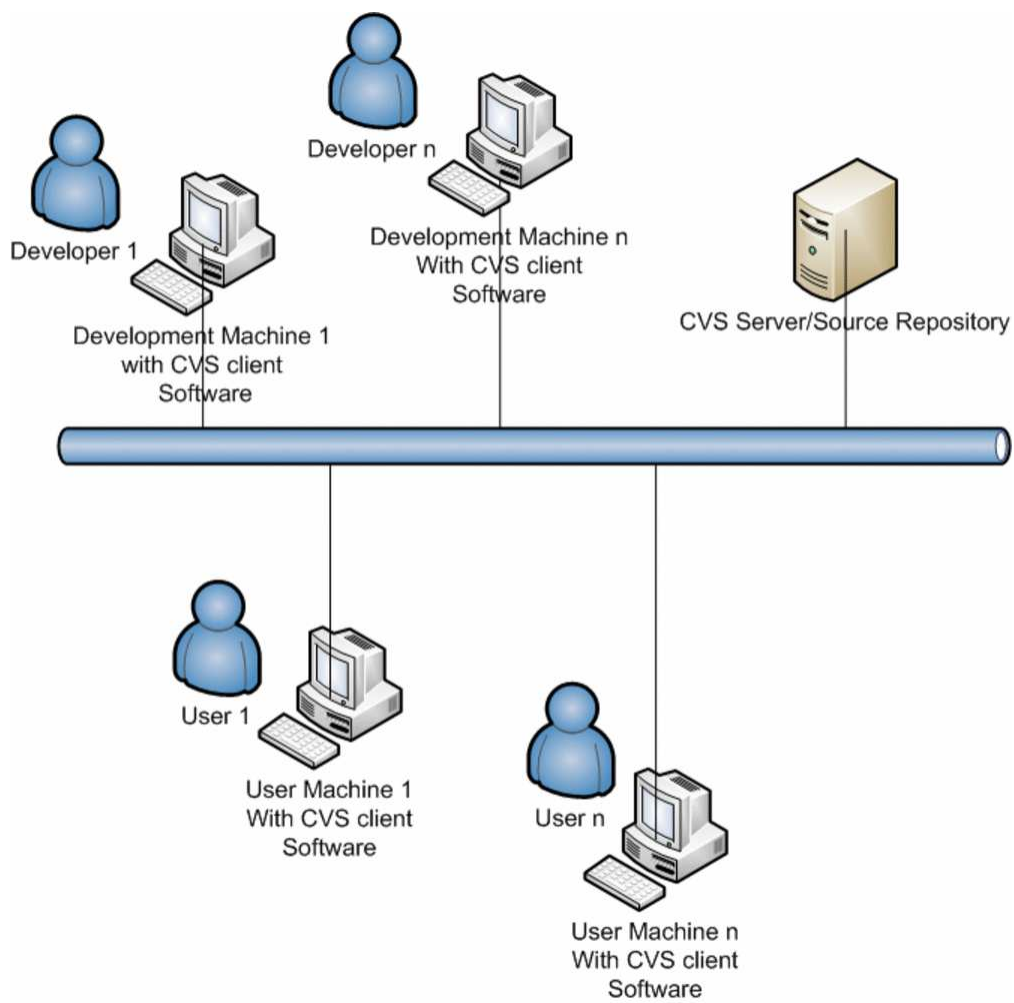 Developer n
Developer 1
Development Machine n
With CVS client
Software
CVS Server/Source Repository
Development Machine 1
with CVS client
Software
User 1
User Machine 1
With CVS client
Software
User n
User Machine n
With CVS client
Software